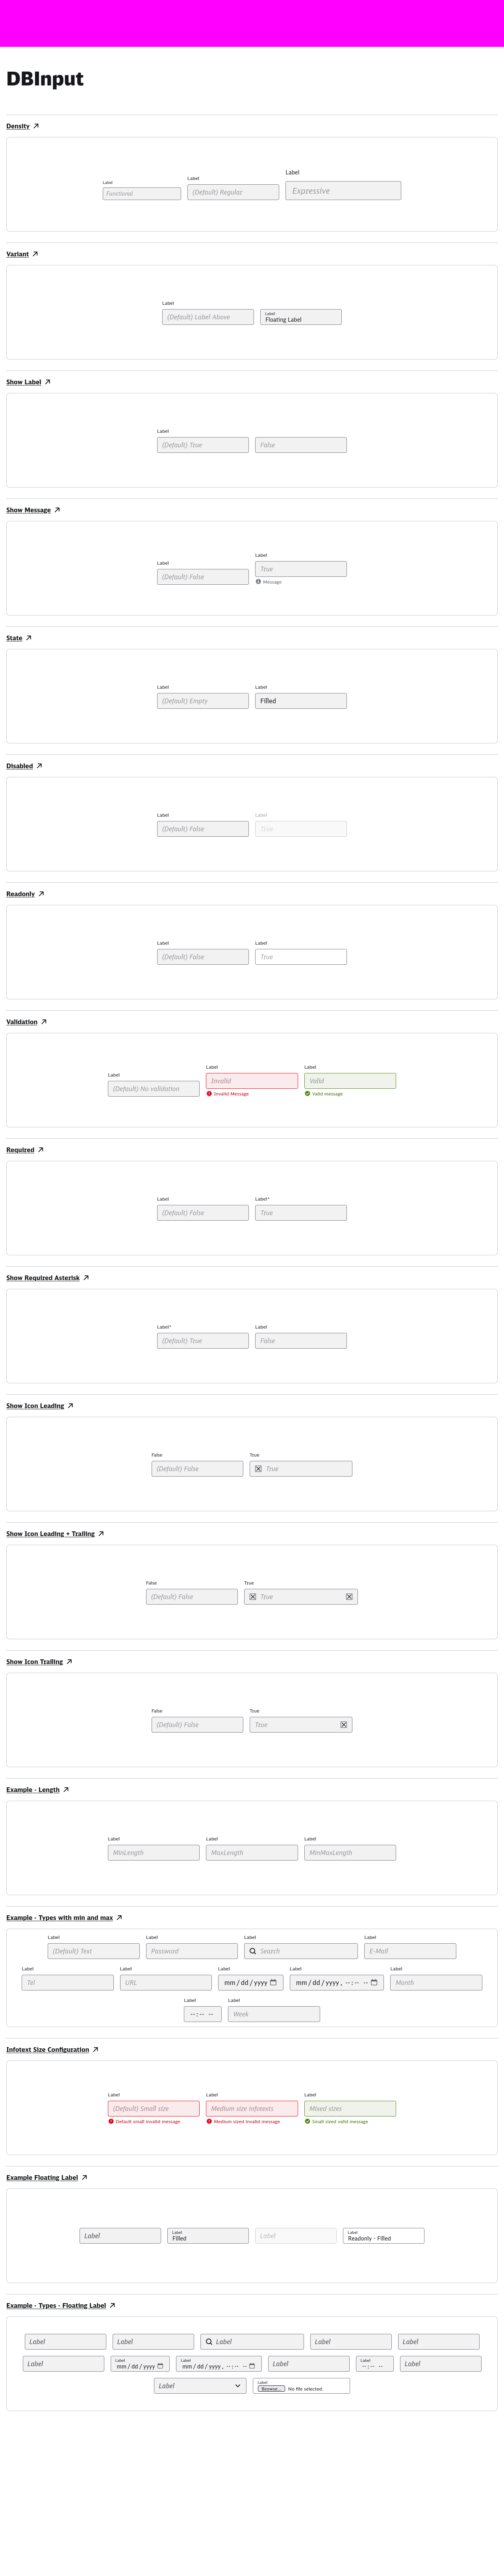 DBInput
Density
Label
Label
Label
Functional
(Default) Regular
Expressive
Variant
Label
(Default) Label Above
Label
Floating Label
Show Label
Label
(Default) True
False
Show Message
Label
Label
(Default) False
True
Message
State
Label
Label
(Default) Empty
Filled
Disabled
Label
Label
(Default) False
True
Readonly
Label
Label
(Default) False
True
Validation
Label
Label
Label
(Default) No validation
Invalid
Valid
Invalid Message
Valid message
Required
Label
Label*
(Default) False
True
Show Required Asterisk
Label*
Label
(Default) True
False
Show Icon Leading
False
True
(Default) False
True
Show Icon Leading + Trailing
False
True
(Default) False
True
Show Icon Trailing
False
True
(Default) False
True
Example - Length
Label
Label
Label
MinLength
MaxLength
MinMaxLength
Example - Types with min and max
Label
Label
Label
Label
(Default) Text
Password
Search
E-Mail
Label
Label
Label
Label
Label
Tel
URL
mm/dd/yyyy
mm/dd/yyyy, --:-- --
Month
Label
Label
--:-- --
Week
Infotext Size Configuration
Label
Label
Label
(Default) Small size
Medium size infotexts
Mixed sizes
Default small invalid message
Medium sized invalid message
Small sized valid message
Example Floating Label
Label
Label
Filled
Label
Label
Readonly - Filled
Example - Types - Floating Label
Label
Label
Label
Label
Label
Label
Label
mm/dd/yyyy
Label
mm/dd/yyyy, --:-- --
Label
Label
--:-- --
Label
Label
Label
Browse... No file selected.